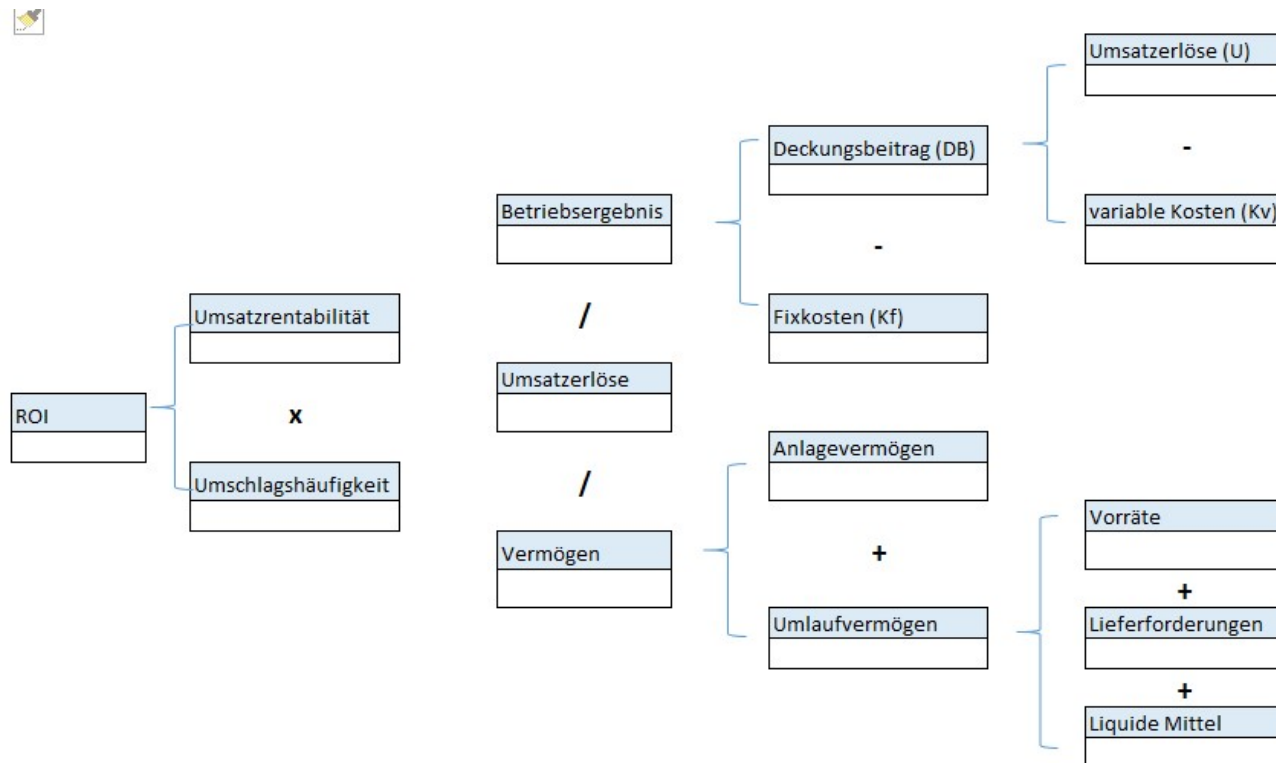 Umsatzerlöse (U)
-
Deckungsbeitrag (DB)
variable Kosten (Kv)
Betriebsergebnis
-
Umsatzrentabilität
/
Fixkosten (Kf)
Umsatzerlöse
ROI
x
Anlagevermögen
Umschlagshäufigkeit
/
Vorräte
Vermögen
+
+
Umlaufvermögen
Lieferforderungen
+
Liquide Mittel